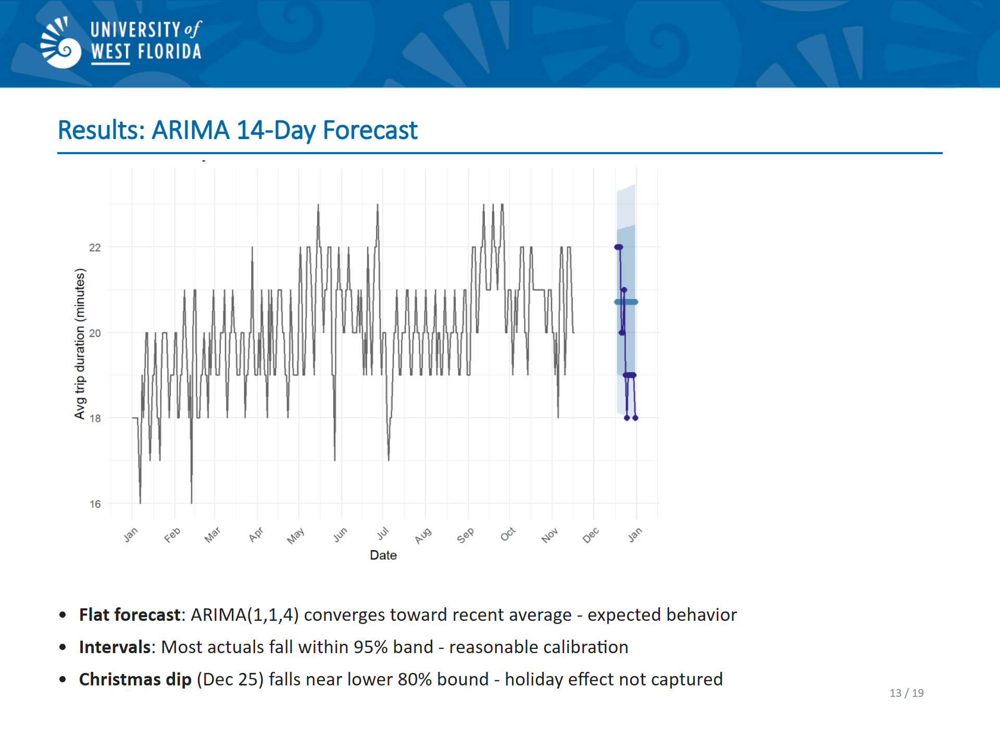 UNIVERSITY of
WEST FLORIDA
Results: ARIMA 14-Day Forecast
22
20
18
16
Avg trip duration (minutes)
Jan
Feb
Mar
Apr
May
Jun
Jul
Aug
Sep
Oct
Nov
Dec
Jan
Date
• Flat forecast: ARIMA(1,1,4) converges toward recent average - expected behavior
• Intervals: Most actuals fall within 95% band - reasonable calibration
• Christmas dip (Dec 25) falls near lower 80% bound - holiday effect not captured
13 / 19